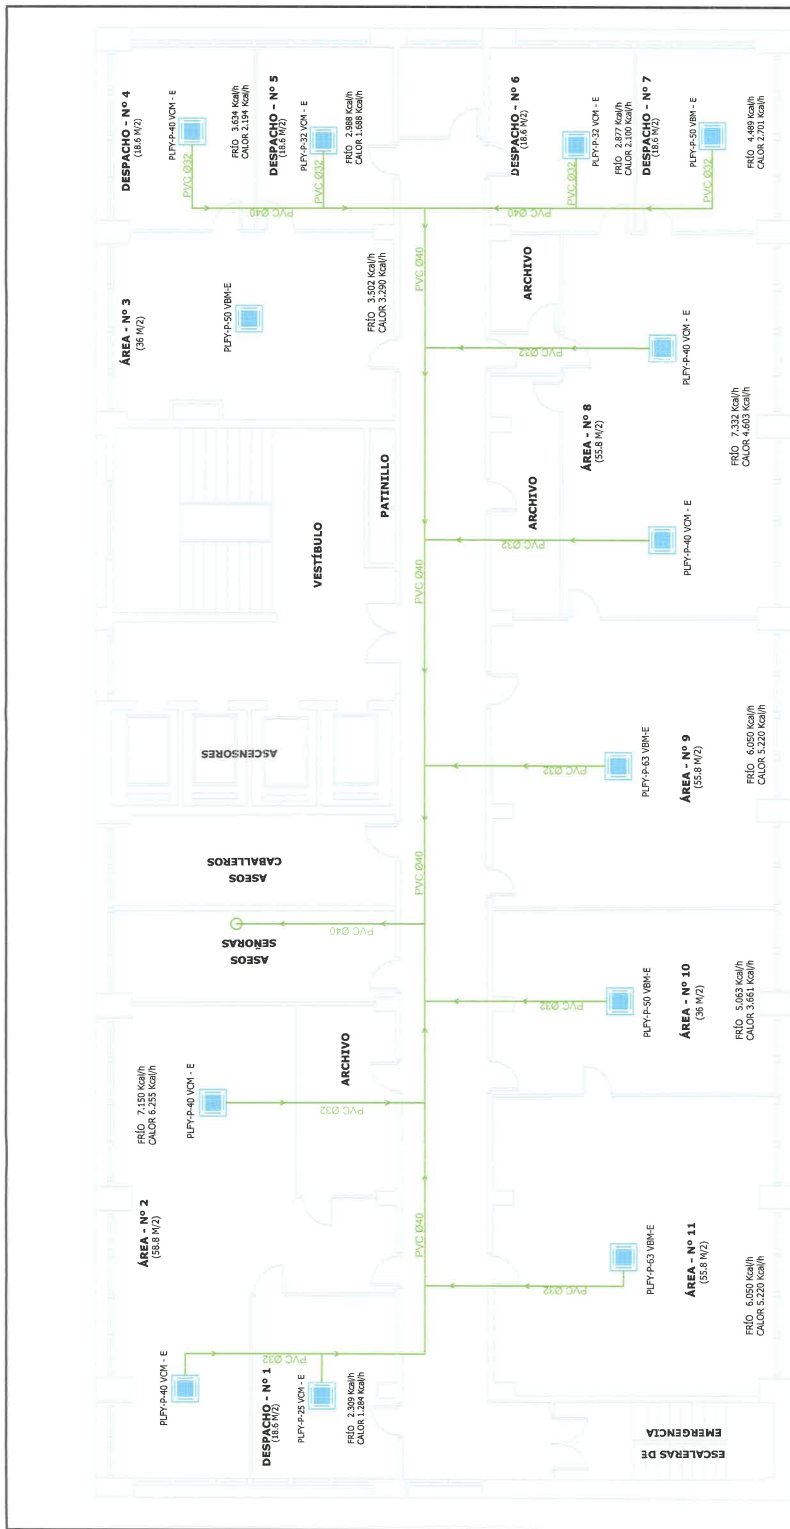 DESPACHO - Nº 4
(18.6 M/2)
PLFY-P-40 VCM - E
PVC Ø32
FRÍO 3.634 Kcal/h
CALOR 2.194 Kcal/h
DESPACHO - Nº 5
(18.6 M/2)
PLFY-P-32 VCM - E
PVC Ø32
FRÍO 2.988 Kcal/h
CALOR 1.688 Kcal/h
DESPACHO - Nº 6
(18.6 M/2)
PLFY-P-32 VCM - E
PVC Ø32
FRÍO 2.877 Kcal/h
CALOR 2.100 Kcal/h
DESPACHO - Nº 7
(18.6 M/2)
PLFY-P-50 VBM - E
PVC Ø32
FRÍO 4.489 Kcal/h
CALOR 2.701 Kcal/h
PVC Ø40
PVC Ø40
PVC Ø40
ÁREA - Nº 3
(36 M/2)
PLFY-P-50 VBM-E
FRÍO 3.502 Kcal/h
CALOR 3.290 Kcal/h
ARCHIVO
PVC Ø32
PLFY-P-40 VCM - E
ÁREA - Nº 8
(55.8 M/2)
FRÍO 7.332 Kcal/h
CALOR 4.603 Kcal/h
PATINILLO
VESTÍBULO
ARCHIVO
PVC Ø40
PVC Ø32
PLFY-P-40 VCM - E
ASCENSORES
PVC Ø32
PLFY-P-63 VBM-E
ÁREA - Nº 9
(55.8 M/2)
FRÍO 6.050 Kcal/h
CALOR 5.220 Kcal/h
ASEOS
CABALLEROS
PVC Ø40
ASEOS
SEÑORAS
PVC Ø40
PVC Ø32
PLFY-P-50 VBM-E
ÁREA - Nº 10
(36 M/2)
FRÍO 5.063 Kcal/h
CALOR 3.661 Kcal/h
FRÍO 7.150 Kcal/h
CALOR 6.255 Kcal/h
PLFY-P-40 VCM - E
ARCHIVO
PVC Ø32
ÁREA - Nº 2
(58.8 M/2)
PVC Ø40
PVC Ø32
PLFY-P-63 VBM-E
ÁREA - Nº 11
(55.8 M/2)
FRÍO 6.050 Kcal/h
CALOR 5.220 Kcal/h
PLFY-P-40 VCM - E
PVC Ø32
DESPACHO - Nº 1
(18.6 M/2)
PLFY-P-25 VCM - E
FRÍO 2.309 Kcal/h
CALOR 1.284 Kcal/h
ESCALERAS DE
EMERGENCIA